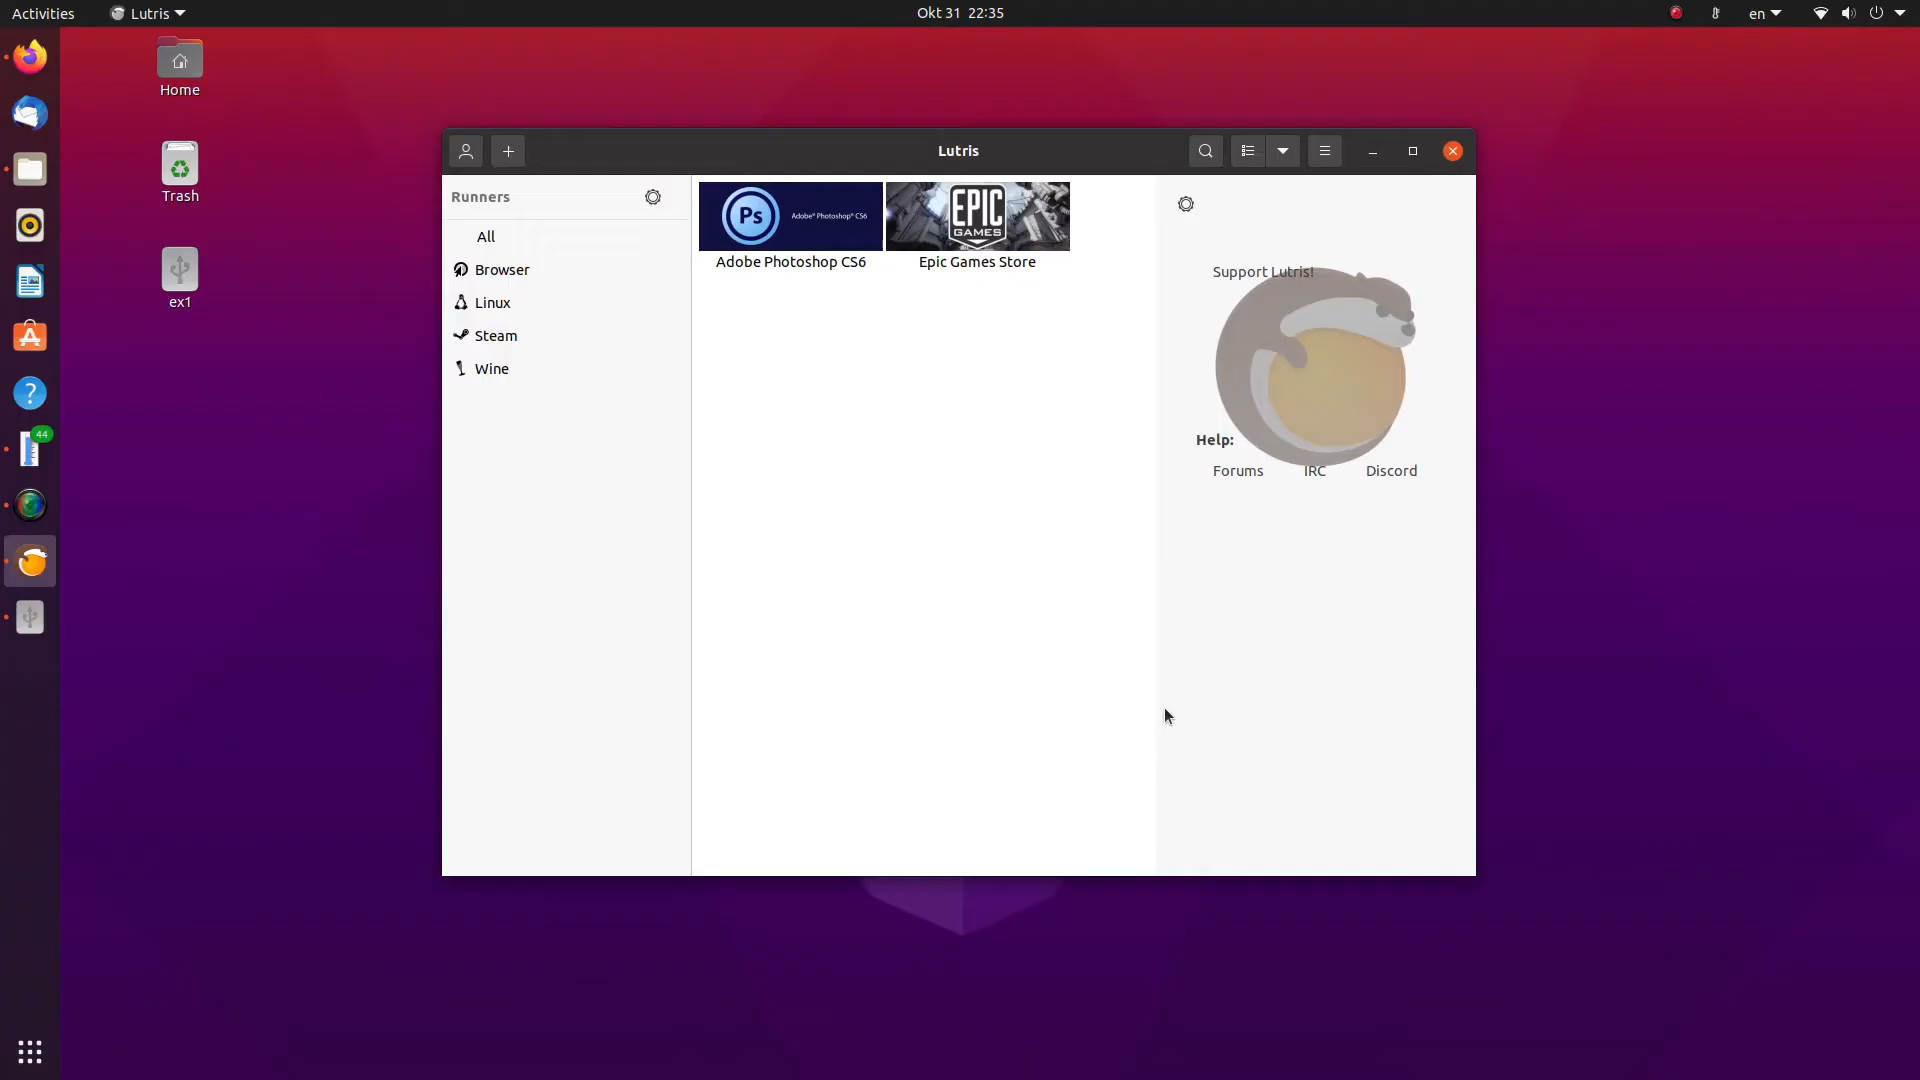 Activities
Lutris
Okt 31 22:35
en
Home
Trash
ex1
44
Lutris
Runners
All
Browser
Linux
Steam
Wine
Ps
Adobe® Photoshop® CS6
Adobe Photoshop CS6
EPIC
GAMES
Epic Games Store
Support Lutris!
Help:
Forums
IRC
Discord